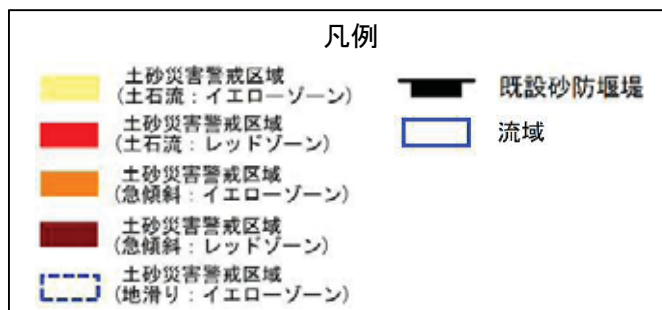 凡例
土砂災害警戒区域
(土石流：イエローゾーン)
土砂災害警戒区域
(土石流：レッドゾーン)
土砂災害警戒区域
(急傾斜：イエローゾーン)
土砂災害警戒区域
(急傾斜：レッドゾーン)
土砂災害警戒区域
(地滑り：イエローゾーン)
既設砂防堰堤
流域